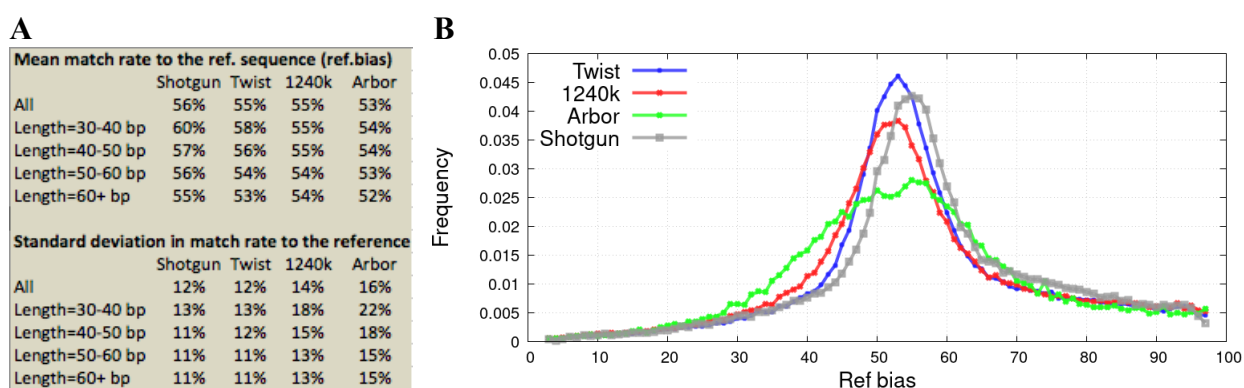 A
Mean match rate to the ref. sequence (ref.bias)
Shotgun Twist 1240k Arbor
All 56% 55% 55% 53%
Length=30-40 bp 60% 58% 55% 54%
Length=40-50 bp 57% 56% 55% 54%
Length=50-60 bp 56% 54% 54% 53%
Length=60+ bp 55% 53% 54% 52%
Standard deviation in match rate to the reference
Shotgun Twist 1240k Arbor
All 12% 12% 14% 16%
Length=30-40 bp 13% 13% 18% 22%
Length=40-50 bp 11% 12% 15% 18%
Length=50-60 bp 11% 11% 13% 15%
Length=60+ bp 11% 11% 13% 15%
B
Frequency
0.05
0.045
0.04
0.035
0.03
0.025
0.02
0.015
0.01
0.005
0
Twist
1240k
Arbor
Shotgun
0 10 20 30 40 50 60 70 80 90 100
Ref bias